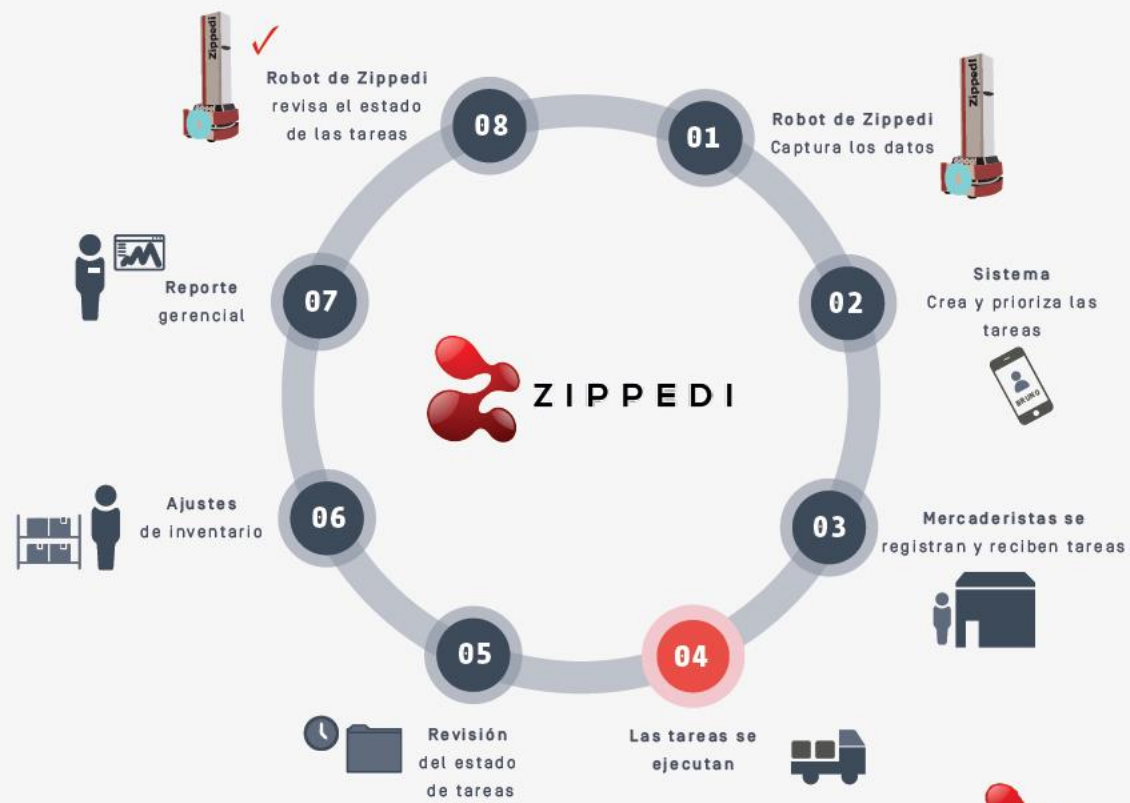 01
Robot de Zippedi
Captura los datos
Zippedi
02
Sistema
Crea y prioriza las
tareas
BRUNO
03
Mercaderistas se
registran y reciben tareas
04
Las tareas se
ejecutan
05
Revisión
del estado
de tareas
06
Ajustes
de inventario
07
Reporte
gerencial
08
Robot de Zippedi
revisa el estado
de las tareas
Zippedi
ZIPPEDI